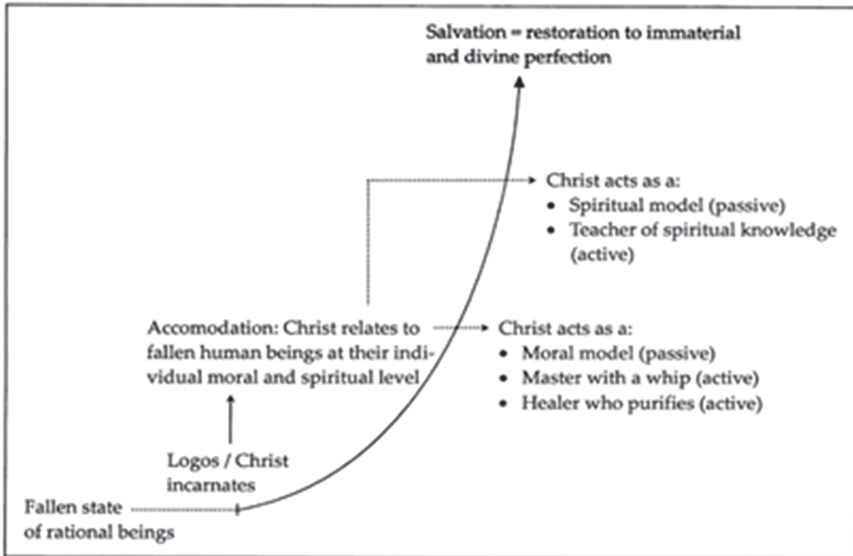 Salvation = restoration to immaterial
and divine perfection
Christ acts as a:
• Spiritual model (passive)
• Teacher of spiritual knowledge
(active)
Accomodation: Christ relates to
fallen human beings at their indi-
vidual moral and spiritual level
Christ acts as a:
• Moral model (passive)
• Master with a whip (active)
• Healer who purifies (active)
Logos / Christ
incarnates
Fallen state
of rational beings